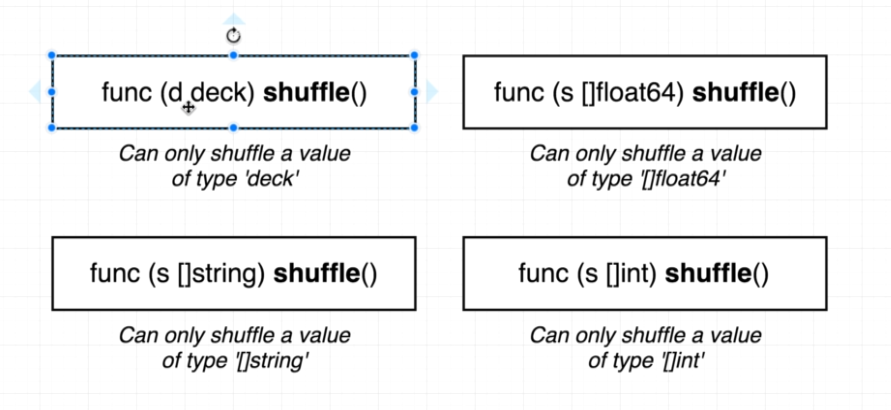 func (d deck) shuffle()
func (s []float64) shuffle()
Can only shuffle a value
of type 'deck'
Can only shuffle a value
of type '[]float64'
func (s []string) shuffle()
func (s []int) shuffle()
Can only shuffle a value
of type '[]string'
Can only shuffle a value
of type '[]int'